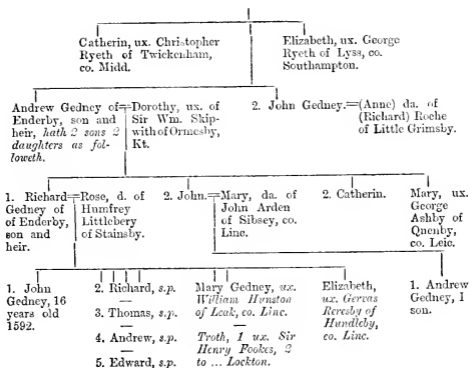 Catherin, ux. Christopher
Ryeth of Twickenham,
co. Midd.
Elizabeth, ux. George
Ryeth of Lyss, co.
Southampton.
Andrew Gedney of=Dorothy, ux. of
Enderby, son and
heir, hath 2 sons 2
daughters as fol-
loweth.
Sir Wm. Skip-
with of Ormesby,
Kt.
2. John Gedney.=(Anne) da. of
(Richard) Roche
of Little Grimsby.
1. Richard=Rose, d. of
Gedney of
of Enderby,
son and
heir.
Humfrey
Littlebery
of Stainsby.
2. John.=Mary, da. of
John Arden
of Sibsey, co.
Linc.
2. Catherin.
Mary, ux.
George
Ashby of
Quenby,
co. Leic.
1. John
Gedney, 16
years old
1592.
2. Richard, s.p.
—
3. Thomas, s.p.
—
4. Andrew, s.p.
—
5. Edward, s.p.
Mary Gedney, ux.
William Hunston
of Leak, co. Linc.
—
Troth, 1 ux. Sir
Henry Fookes, 2
to ... Lockton.
Elizabeth,
ux. Gervas
Reresby of
Hundleby,
co. Linc.
1. Andrew
Gedney, 1
son.